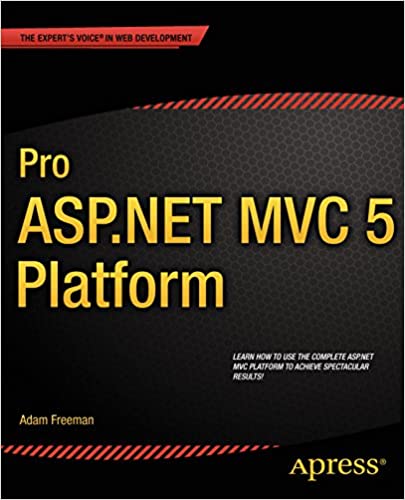 THE EXPERT'S VOICE® IN WEB DEVELOPMENT
Pro
ASP.NET MVC 5
Platform
LEARN HOW TO USE THE COMPLETE ASP.NET
MVC PLATFORM TO ACHIEVE SPECTACULAR
RESULTS!
Adam Freeman
Apress®